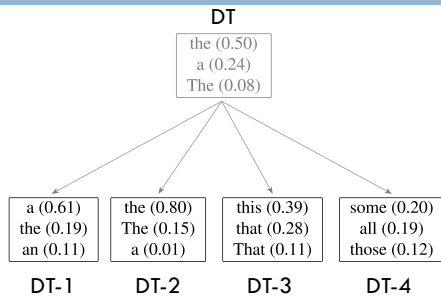 DT
the (0.50)
a (0.24)
The (0.08)
a (0.61)
the (0.19)
an (0.11)
the (0.80)
The (0.15)
a (0.01)
this (0.39)
that (0.28)
That (0.11)
some (0.20)
all (0.19)
those (0.12)
DT-1
DT-2
DT-3
DT-4